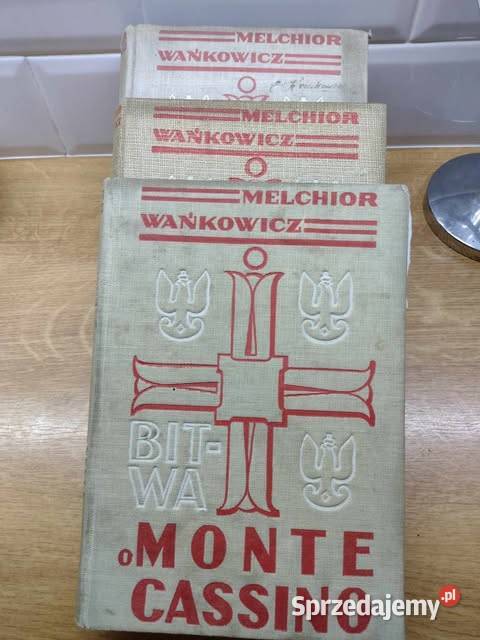 MELCHIOR
WAŃKOWICZ
MELCHIOR
WAŃKOWICZ
MELCHIOR
WAŃKOWICZ
BIT-
WA
o MONTE
CASSINO
Sprzedajemy.pl